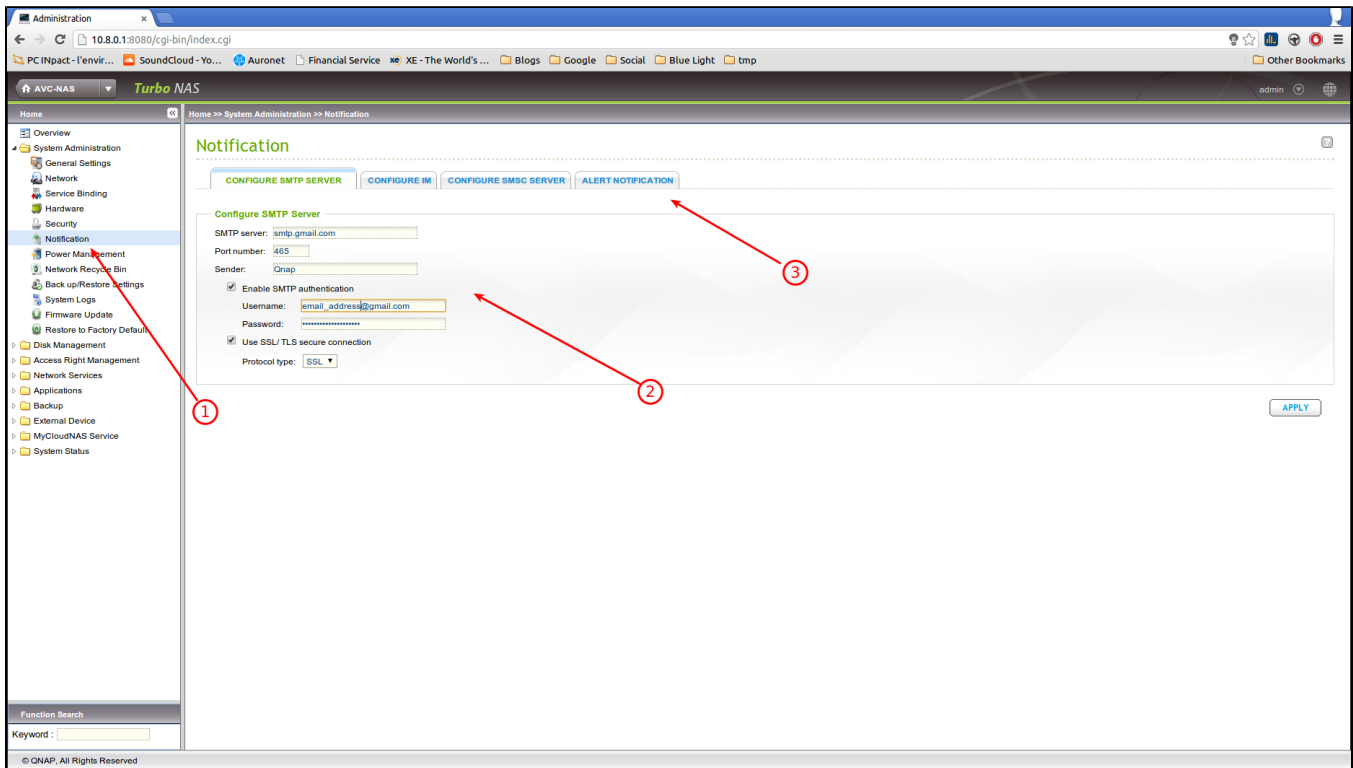 Administration
10.8.0.1:8080/cgi-bin/index.cgi
PC INpact - l'envir... SoundCloud - Yo... Auronet Financial Service XE - The World's ... Blogs Google Social Blue Light tmp Other Bookmarks
AVC-NAS Turbo NAS admin
Home
Home >> System Administration >> Notification
Overview
System Administration
General Settings
Network
Service Binding
Hardware
Security
Notification
Power Management
Network Recycle Bin
Back up/Restore Settings
System Logs
Firmware Update
Restore to Factory Default
Disk Management
Access Right Management
Network Services
Applications
Backup
External Device
MyCloudNAS Service
System Status
Notification
CONFIGURE SMTP SERVER CONFIGURE IM CONFIGURE SMSC SERVER ALERT NOTIFICATION
Configure SMTP Server
SMTP server: smtp.gmail.com
Port number: 465
Sender: Qnap
Enable SMTP authentication
Username: email_address@gmail.com
Password: ••••••••••••••••••••
Use SSL/ TLS secure connection
Protocol type: SSL
APPLY
1
2
3
Function Search
Keyword :
© QNAP, All Rights Reserved